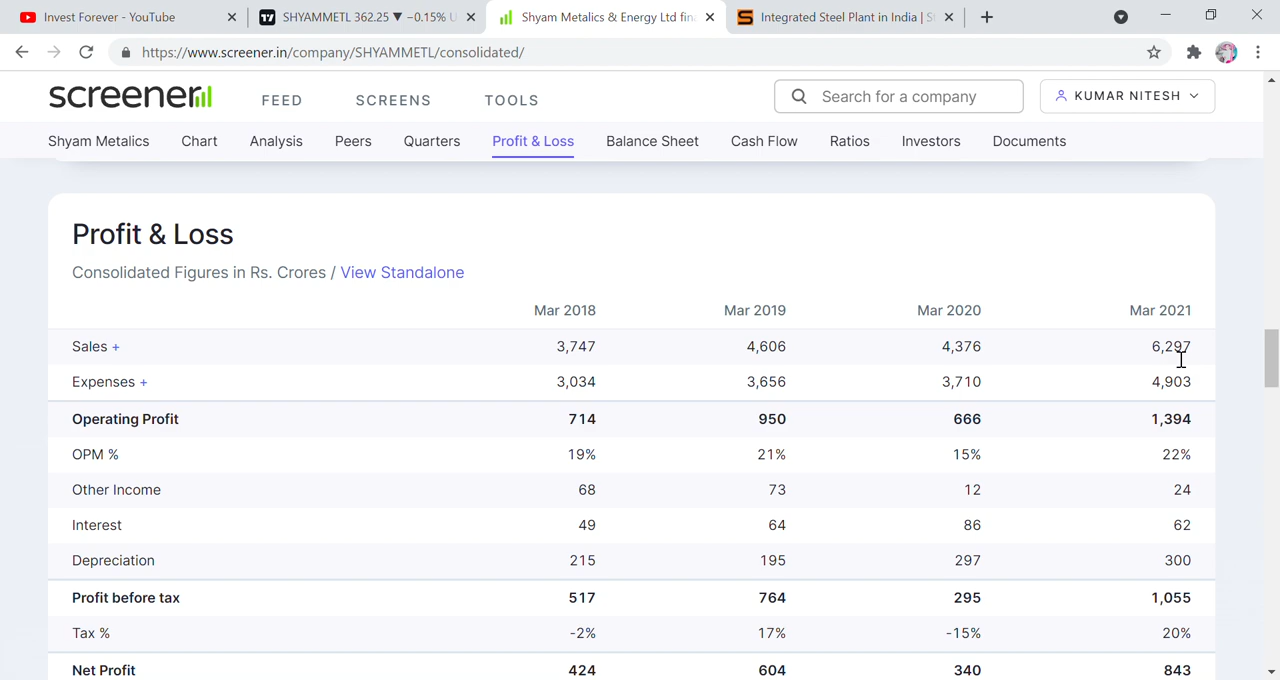 Invest Forever - YouTube
SHYAMMETL 362.25 ▼ −0.15% U
Shyam Metalics & Energy Ltd fin
Integrated Steel Plant in India | S
https://www.screener.in/company/SHYAMMETL/consolidated/
screener
FEED
SCREENS
TOOLS
Search for a company
KUMAR NITESH
Shyam Metalics Chart Analysis Peers Quarters Profit & Loss Balance Sheet Cash Flow Ratios Investors Documents
Profit & Loss
Consolidated Figures in Rs. Crores / View Standalone
Mar 2018 Mar 2019 Mar 2020 Mar 2021
Sales + 3,747 4,606 4,376 6,297
Expenses + 3,034 3,656 3,710 4,903
Operating Profit 714 950 666 1,394
OPM % 19% 21% 15% 22%
Other Income 68 73 12 24
Interest 49 64 86 62
Depreciation 215 195 297 300
Profit before tax 517 764 295 1,055
Tax % -2% 17% -15% 20%
Net Profit 424 604 340 843